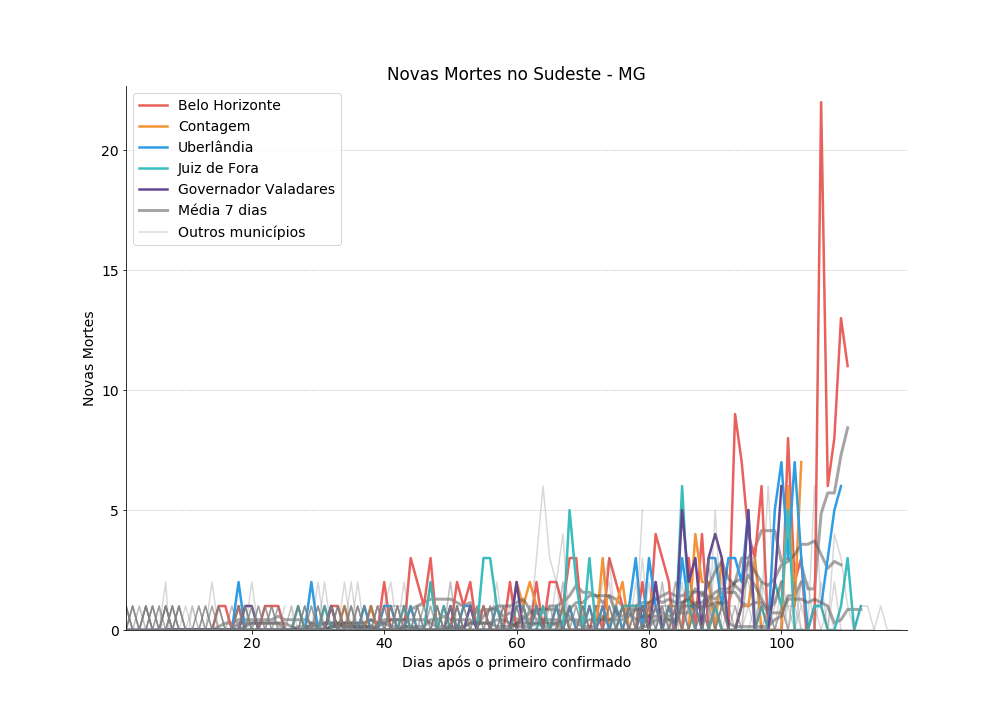 Novas Mortes no Sudeste - MG
Belo Horizonte
Contagem
Uberlândia
Juiz de Fora
Governador Valadares
Média 7 dias
Outros municípios
Novas Mortes
20
15
10
5
0
20
40
60
80
100
Dias após o primeiro confirmado